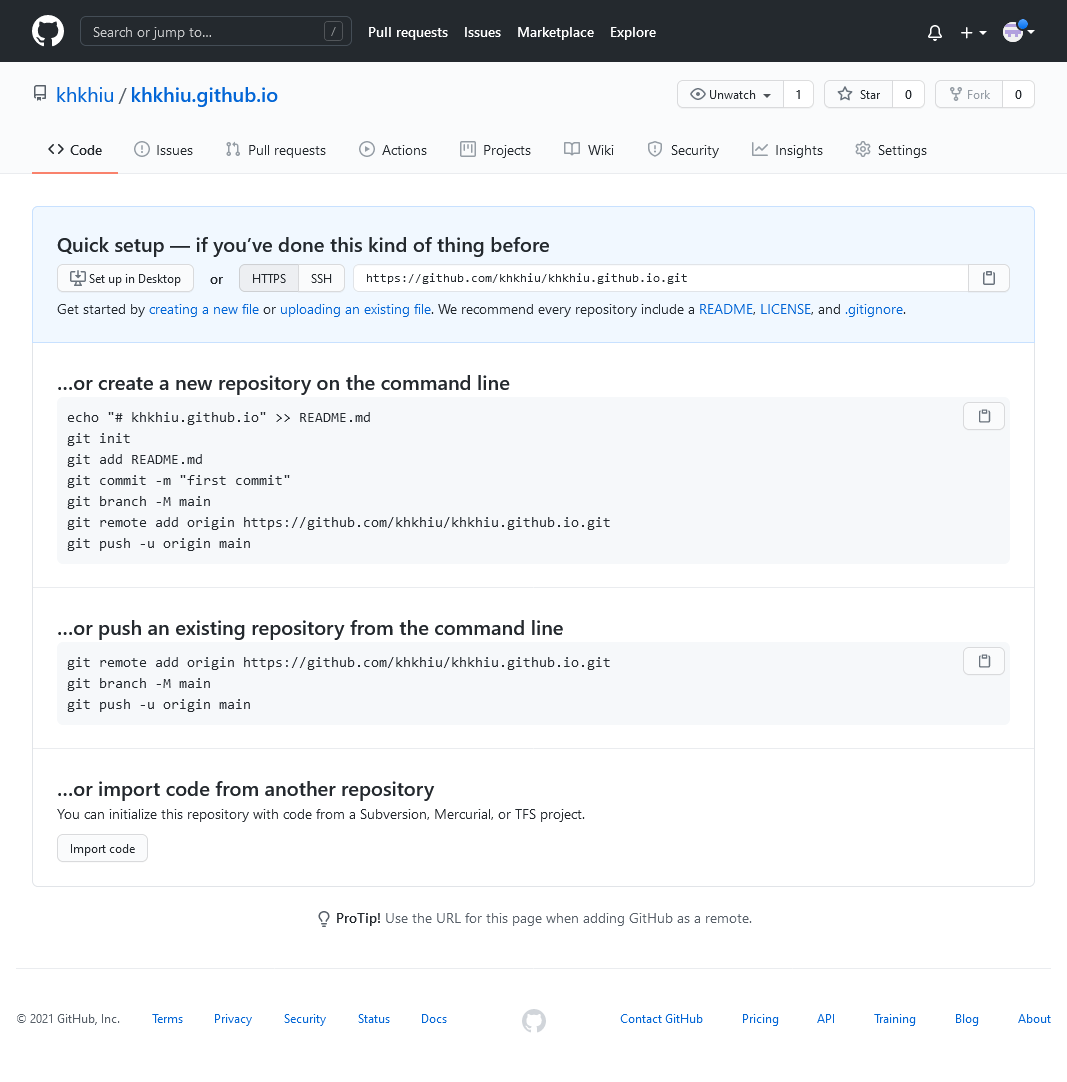 Search or jump to… / Pull requests Issues Marketplace Explore
khkhiu / khkhiu.github.io Unwatch 1 Star 0 Fork 0
Code Issues Pull requests Actions Projects Wiki Security Insights Settings
Quick setup — if you’ve done this kind of thing before
Set up in Desktop or HTTPS SSH https://github.com/khkhiu/khkhiu.github.io.git
Get started by creating a new file or uploading an existing file. We recommend every repository include a README, LICENSE, and .gitignore.
…or create a new repository on the command line
echo "# khkhiu.github.io" >> README.md
git init
git add README.md
git commit -m "first commit"
git branch -M main
git remote add origin https://github.com/khkhiu/khkhiu.github.io.git
git push -u origin main
…or push an existing repository from the command line
git remote add origin https://github.com/khkhiu/khkhiu.github.io.git
git branch -M main
git push -u origin main
…or import code from another repository
You can initialize this repository with code from a Subversion, Mercurial, or TFS project.
Import code
ProTip! Use the URL for this page when adding GitHub as a remote.
© 2021 GitHub, Inc. Terms Privacy Security Status Docs Contact GitHub Pricing API Training Blog About